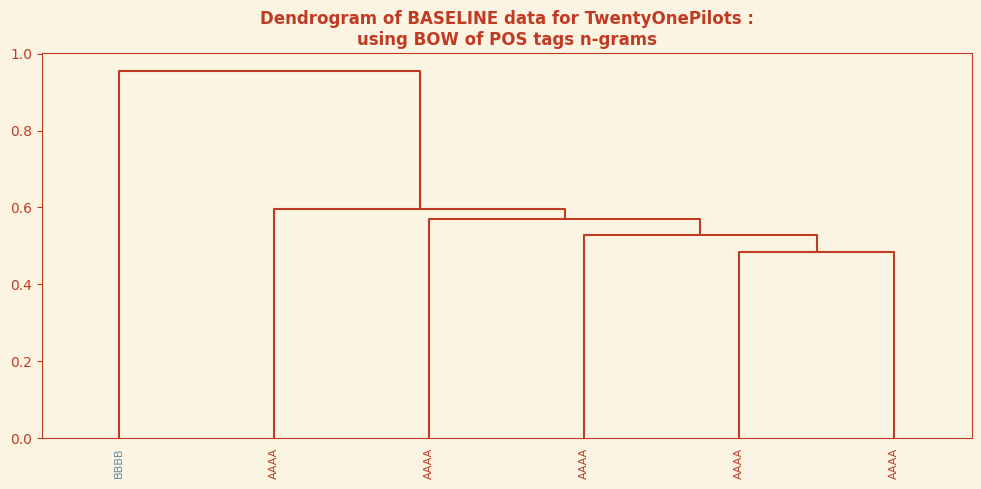 Dendrogram of BASELINE data for TwentyOnePilots :
using BOW of POS tags n-grams
1.0
0.8
0.6
0.4
0.2
0.0
BBBB
AAAA
AAAA
AAAA
AAAA
AAAA